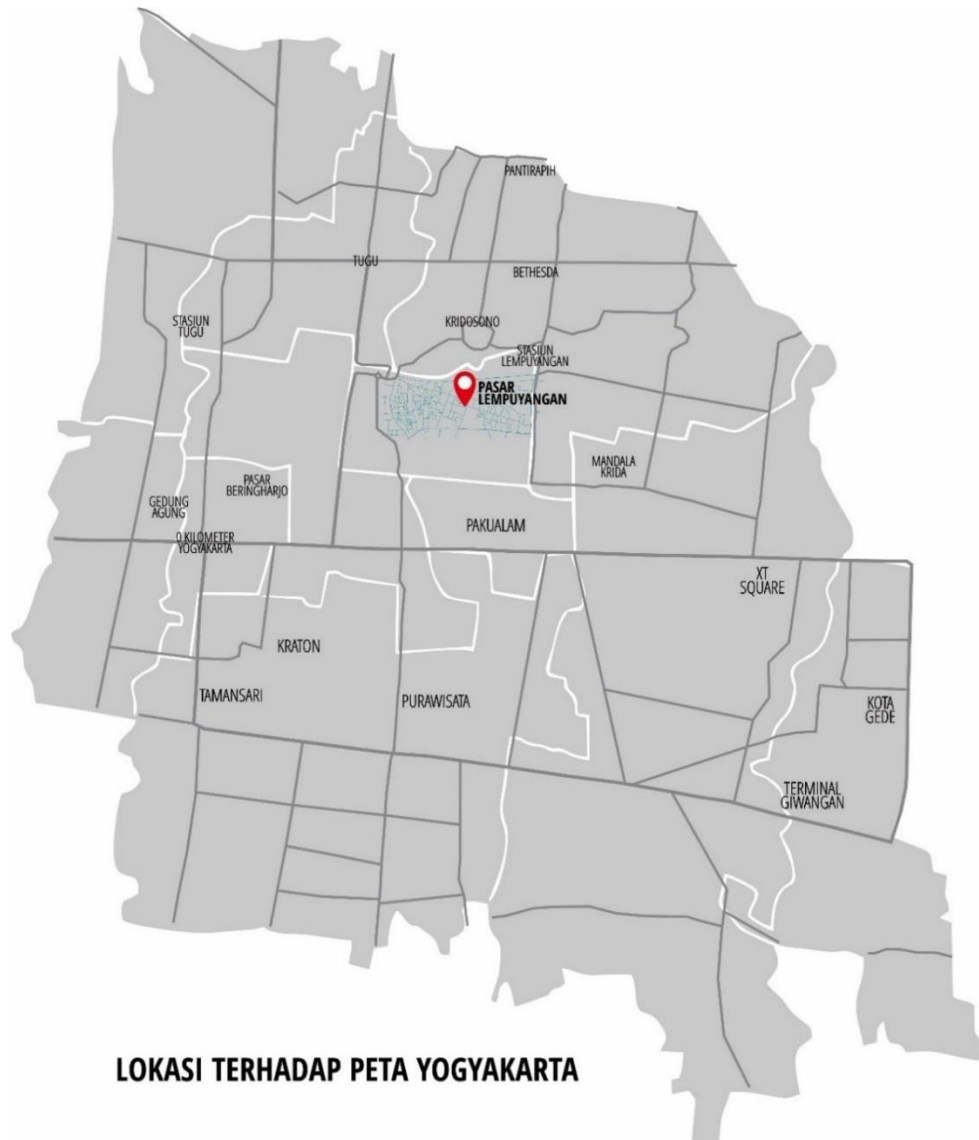 PANTIRAPIH
TUGU
BETHESDA
STASIUN
TUGU
KRIDOSONO
STASIUN
LEMPUYANGAN
PASAR
LEMPUYANGAN
MANDALA
KRIDA
PASAR
BERINGHARJO
GEDUNG
AGUNG
PAKUALAM
0 KILOMETER
YOGYAKARTA
XT
SQUARE
KRATON
TAMANSARI
PURAWISATA
KOTA
GEDE
TERMINAL
GIWANGAN
LOKASI TERHADAP PETA YOGYAKARTA